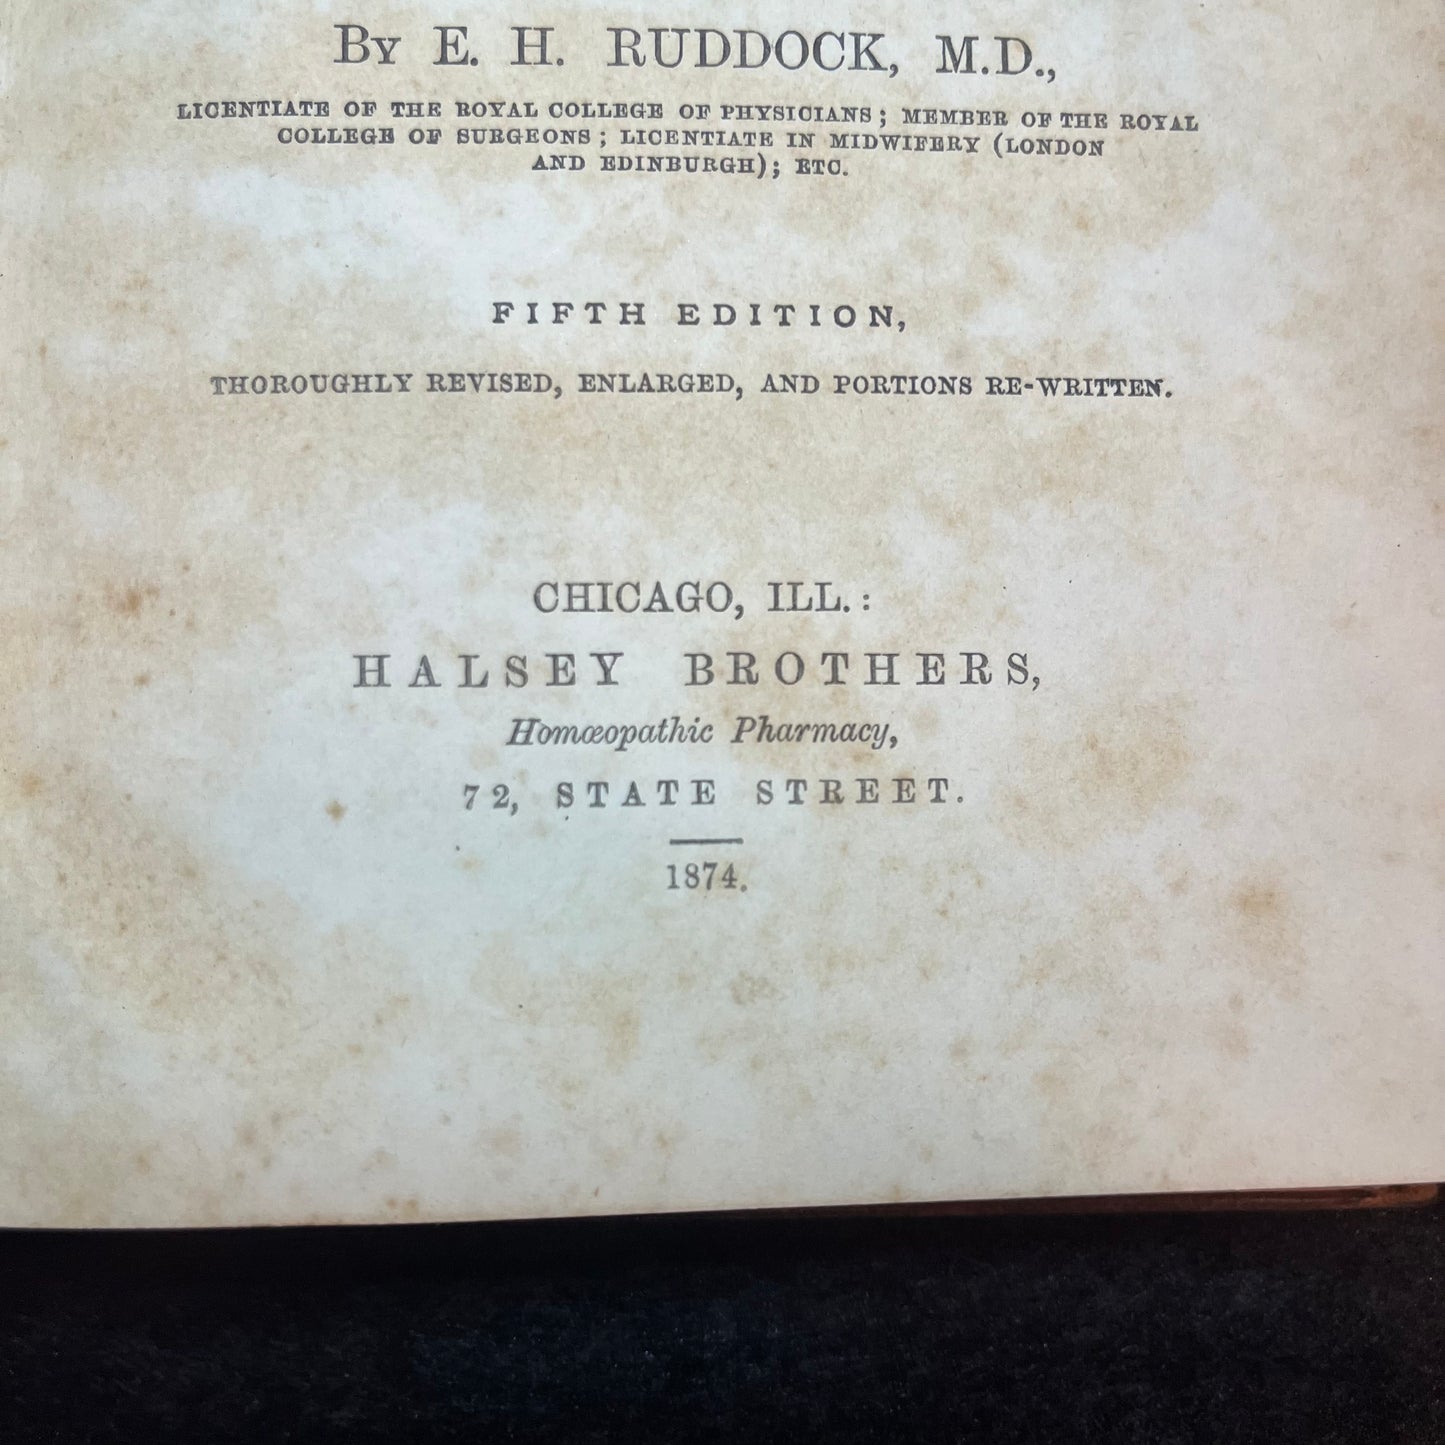 By E. H. RUDDOCK, M.D.,
LICENTIATE OF THE ROYAL COLLEGE OF PHYSICIANS; MEMBER OF THE ROYAL
COLLEGE OF SURGEONS; LICENTIATE IN MIDWIFERY (LONDON
AND EDINBURGH); ETC.
FIFTH EDITION,
THOROUGHLY REVISED, ENLARGED, AND PORTIONS RE-WRITTEN.
CHICAGO, ILL.:
HALSEY BROTHERS,
Homœopathic Pharmacy,
72, STATE STREET.
1874.